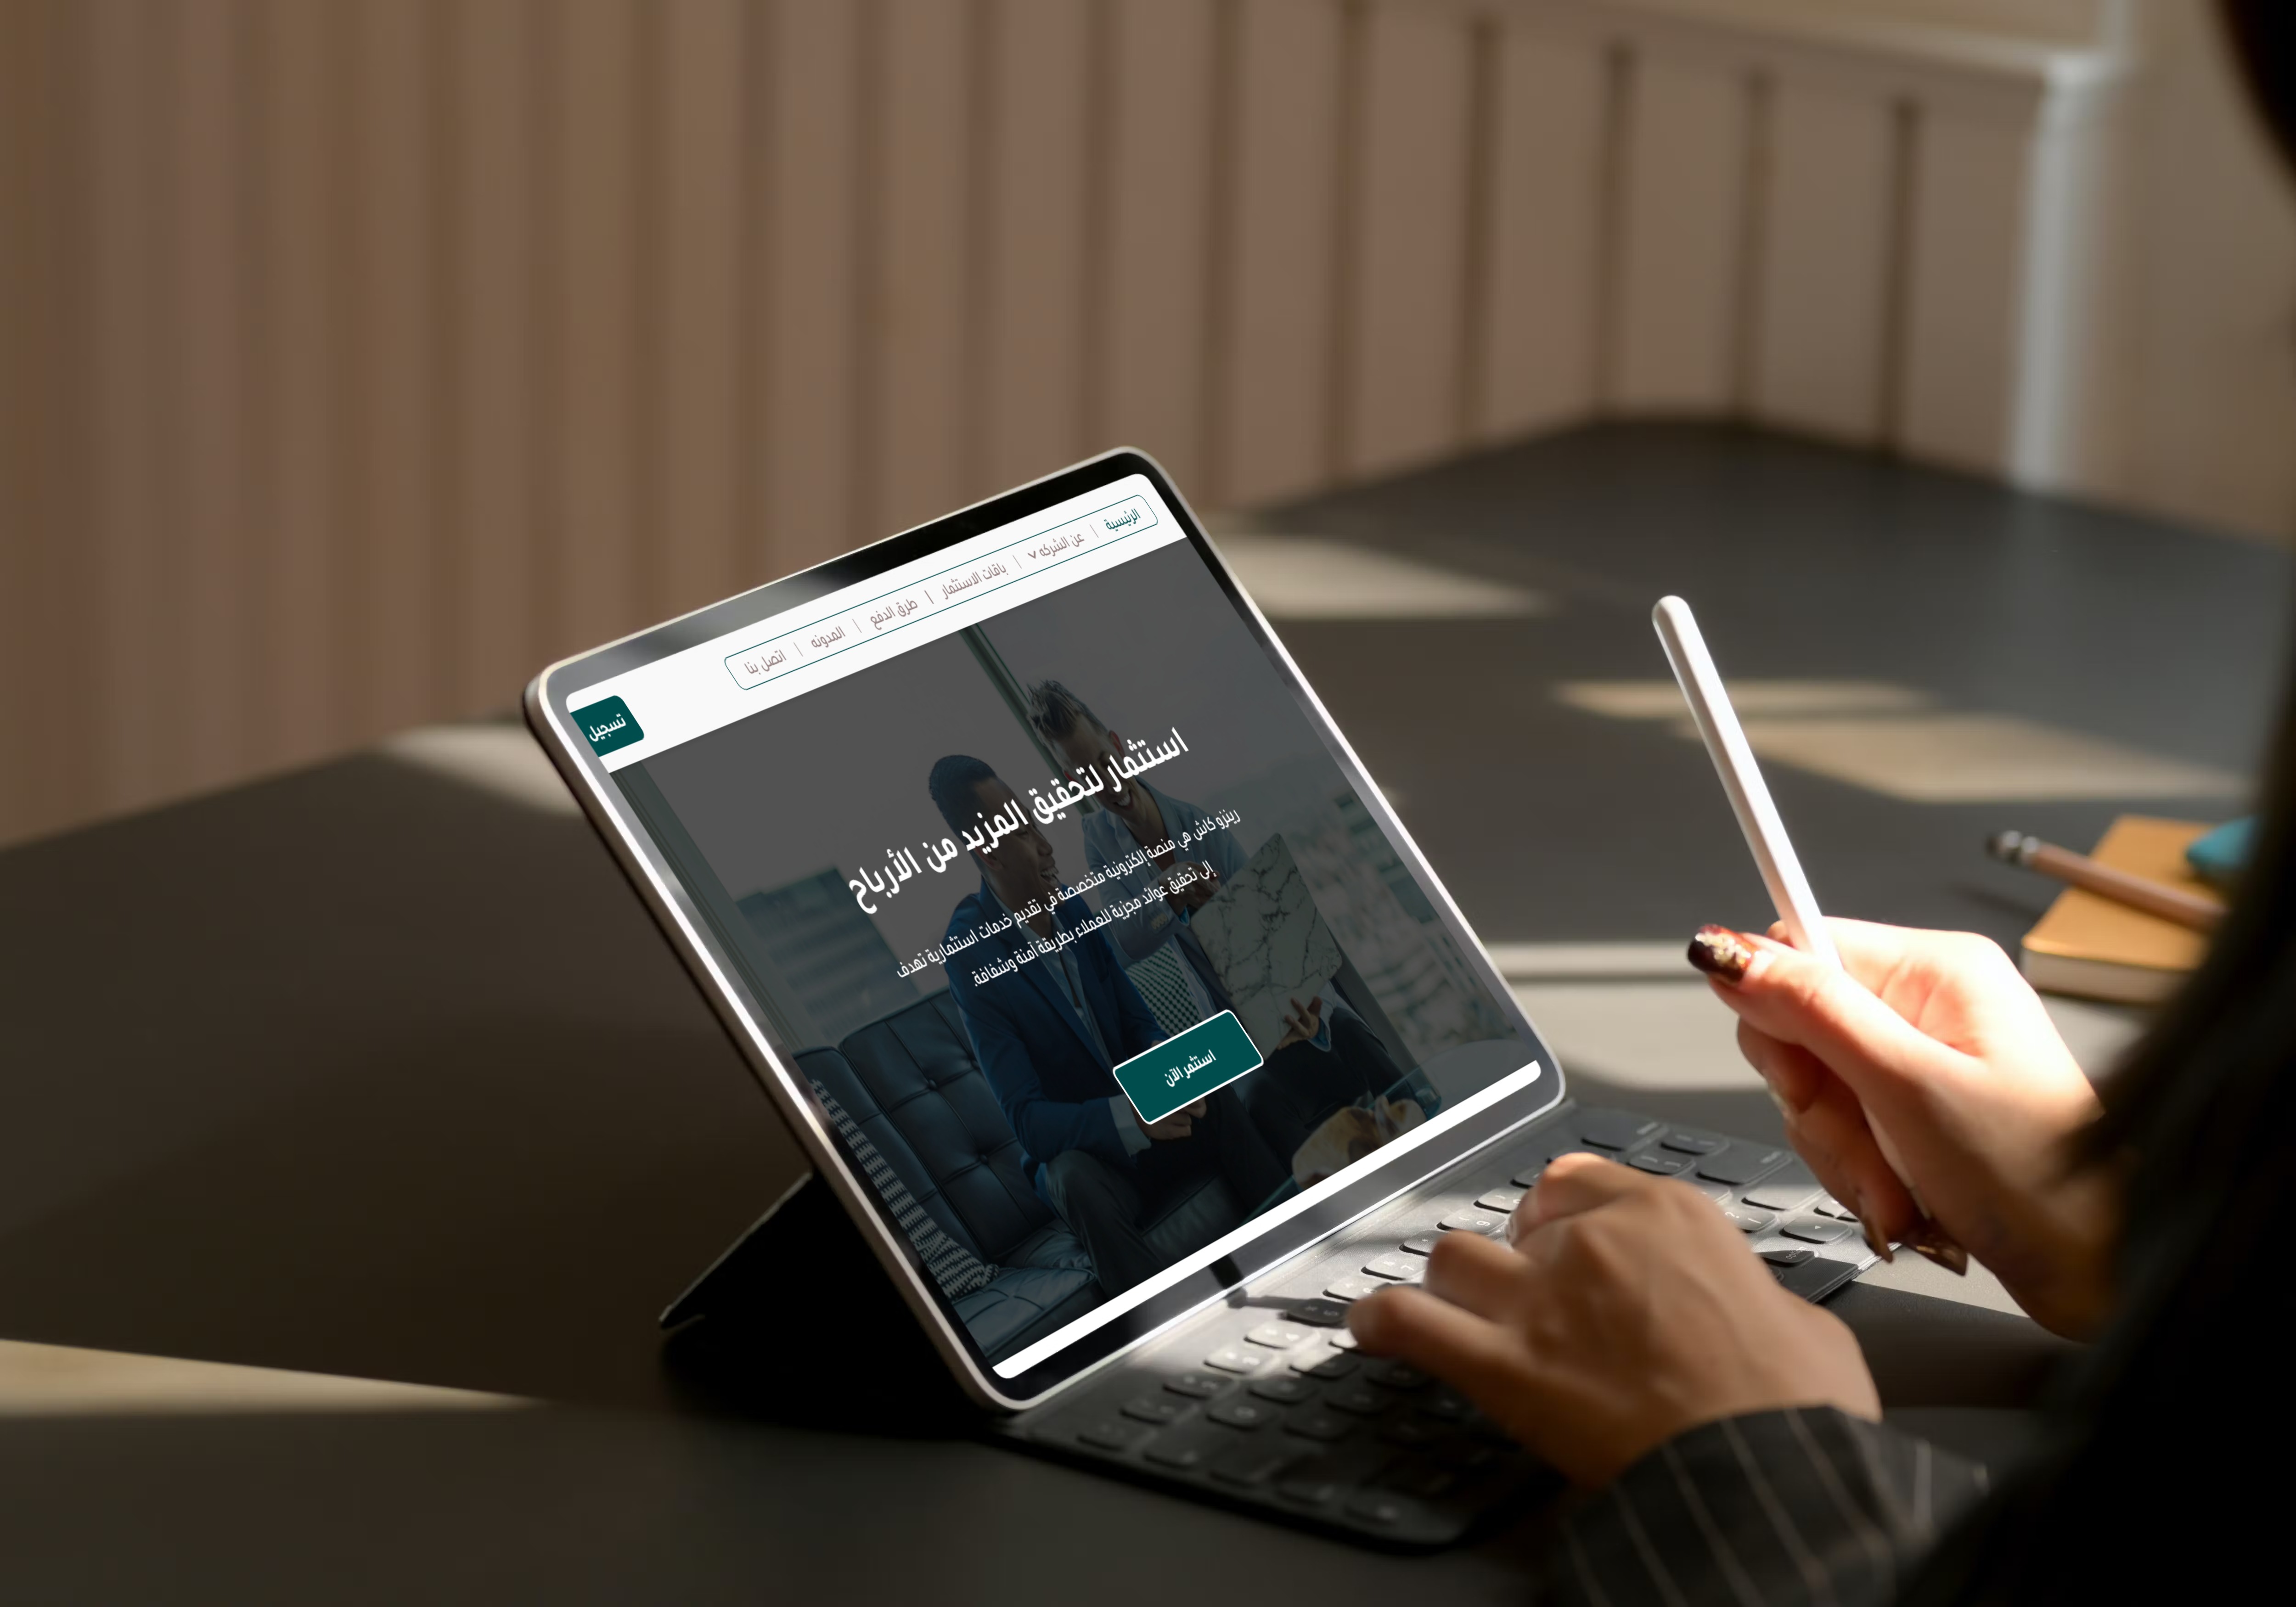 الرئيسية | عن الشركه | باقات الاستثمار | طرق الدفع | المدونه | اتصل بنا
تسجيل
استثمار لتحقيق المزيد من الأرباح
رينزو كاش هي منصة إلكترونية متخصصة في تقديم خدمات استثمارية تهدف
إلى تحقيق عوائد مجزية للعملاء بطريقة آمنة وشفافة.
استثمر الآن